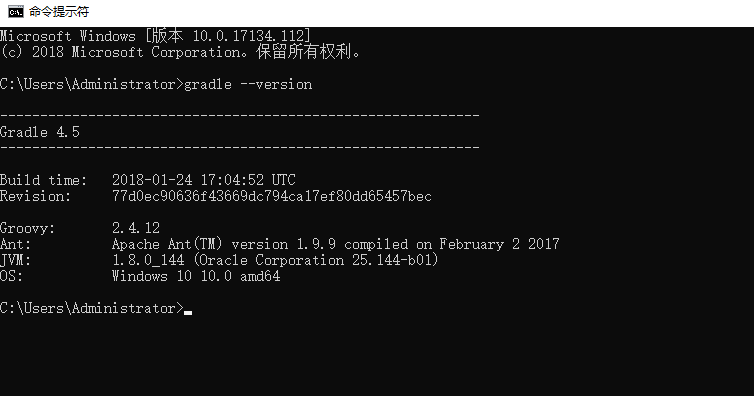 命令提示符
Microsoft Windows [版本 10.0.17134.112]
(c) 2018 Microsoft Corporation。保留所有权利。
C:\Users\Administrator>gradle --version
------------------------------------------------------------
Gradle 4.5
------------------------------------------------------------
Build time:   2018-01-24 17:04:52 UTC
Revision:     77d0ec90636f43669dc794ca17ef80dd65457bec
Groovy:       2.4.12
Ant:          Apache Ant(TM) version 1.9.9 compiled on February 2 2017
JVM:          1.8.0_144 (Oracle Corporation 25.144-b01)
OS:           Windows 10 10.0 amd64
C:\Users\Administrator>